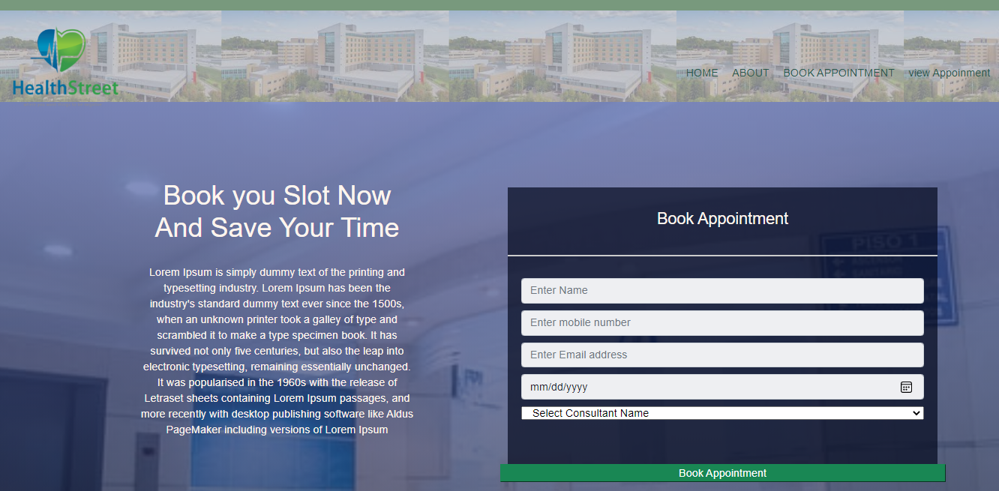 HealthStreet
HOME ABOUT BOOK APPOINTMENT view Appoinment
Book you Slot Now
And Save Your Time
Lorem Ipsum is simply dummy text of the printing and
typesetting industry. Lorem Ipsum has been the
industry's standard dummy text ever since the 1500s,
when an unknown printer took a galley of type and
scrambled it to make a type specimen book. It has
survived not only five centuries, but also the leap into
electronic typesetting, remaining essentially unchanged.
It was popularised in the 1960s with the release of
Letraset sheets containing Lorem Ipsum passages, and
more recently with desktop publishing software like Aldus
PageMaker including versions of Lorem Ipsum
Book Appointment
PISO 1
Enter Name
Enter mobile number
Enter Email address
mm/dd/yyyy
Select Consultant Name
Book Appointment